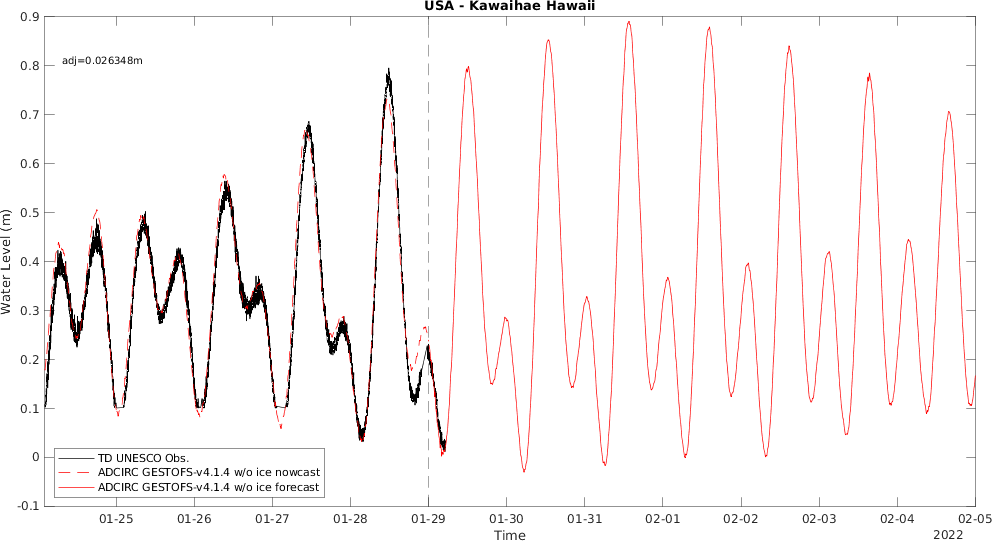 USA - Kawaihae Hawaii
0.9
0.8
0.7
0.6
0.5
0.4
0.3
0.2
0.1
0
-0.1
Water Level (m)
adj=0.026348m
TD UNESCO Obs.
ADCIRC GESTOFS-v4.1.4 w/o ice nowcast
ADCIRC GESTOFS-v4.1.4 w/o ice forecast
01-25 01-26 01-27 01-28 01-29 01-30 01-31 02-01 02-02 02-03 02-04 02-05
Time
2022